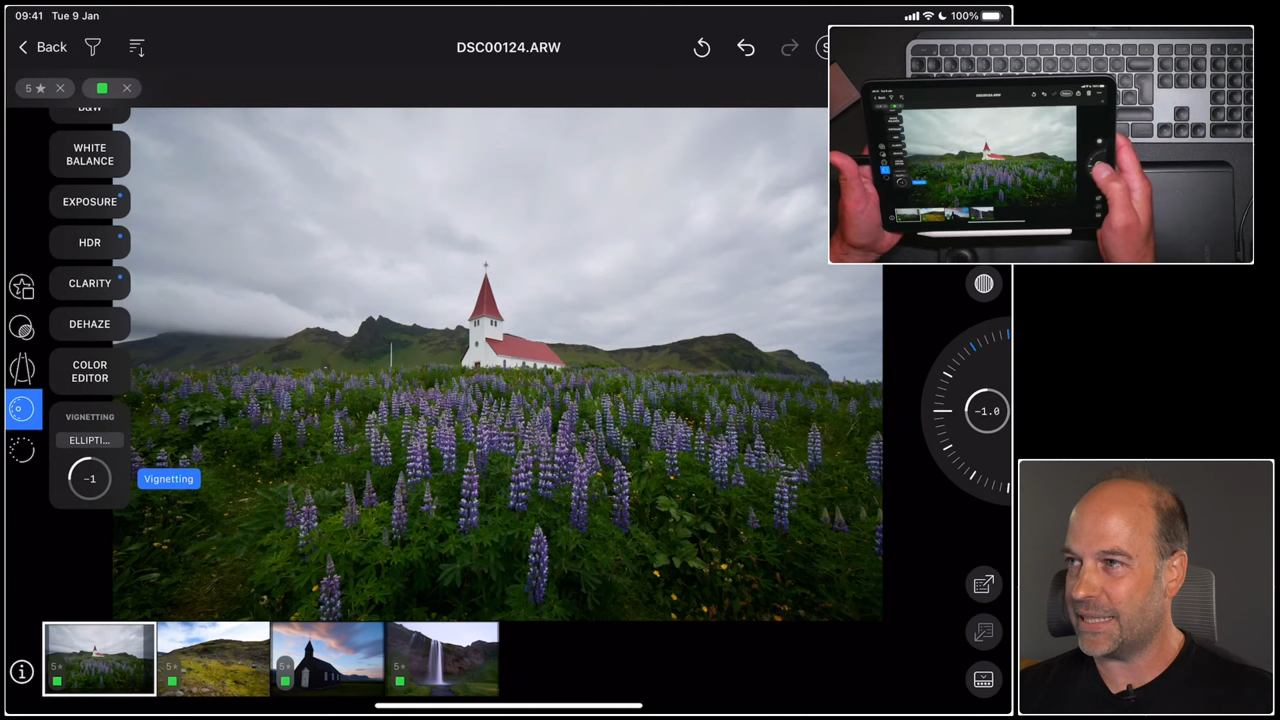 09:41 Tue 9 Jan
100%
Back
DSC00124.ARW
5★
B&W
WHITE
BALANCE
EXPOSURE
HDR
CLARITY
DEHAZE
COLOR
EDITOR
VIGNETTING
ELLIPTI...
-1
Vignetting
-1.0
5★
5★
5★
5★